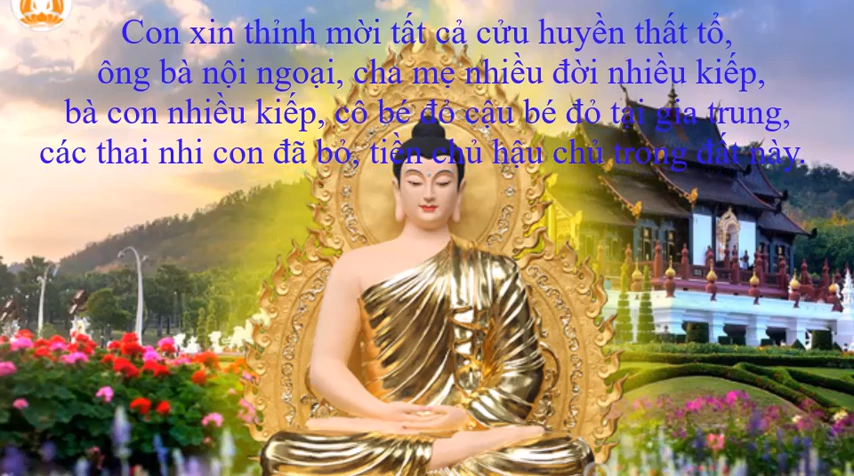 Con xin thỉnh mời tất cả cửu huyền thất tổ,
ông bà nội ngoại, cha mẹ nhiều đời nhiều kiếp,
bà con nhiều kiếp, cô bé đỏ cậu bé đỏ tại gia trung,
các thai nhi con đã bỏ, tiền chủ hậu chủ trong đất này.